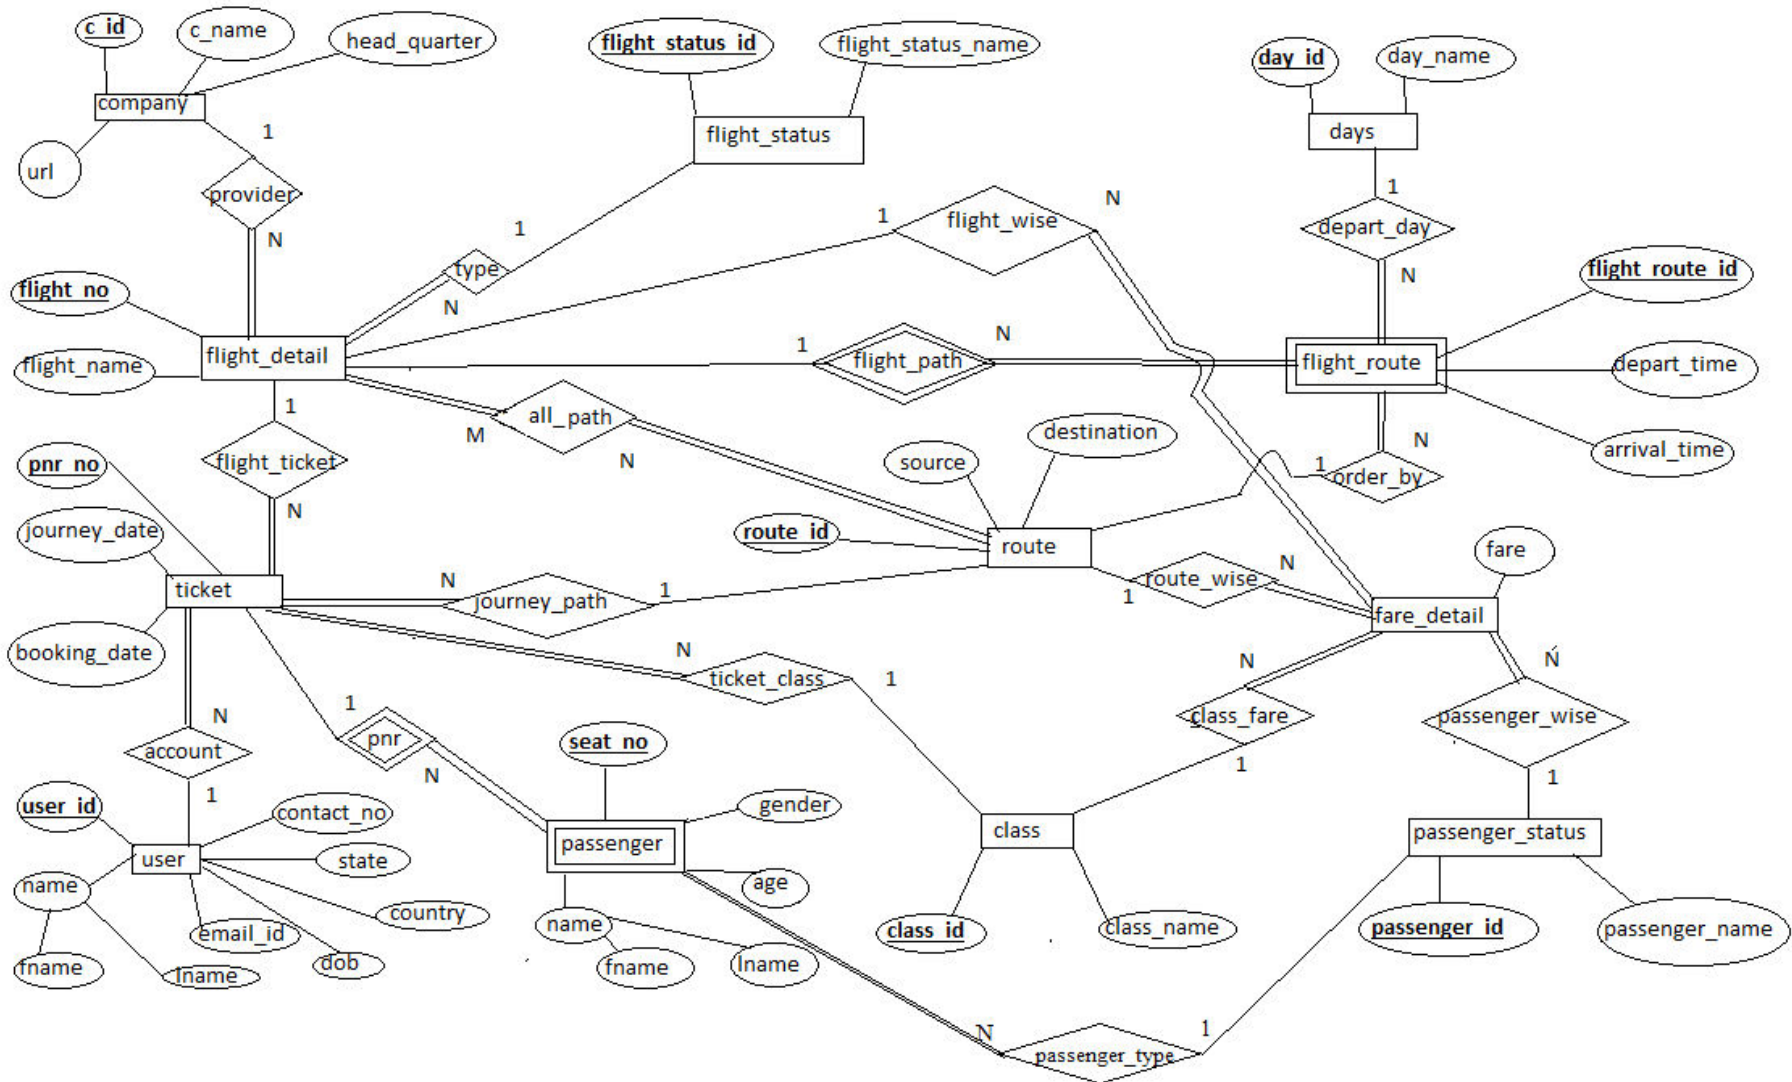 c_id
c_name
head_quarter
flight_status_id
flight_status_name
day_id
day_name
company
flight_status
days
1
url
provider
N
1
type
N
1
flight_wise
N
1
depart_day
N
flight_no
flight_route_id
flight_detail
flight_name
1
flight_path
N
flight_route
depart_time
1
all_path
M
N
destination
source
N
1
order_by
arrival_time
pnr_no
flight_ticket
N
journey_date
route_id
route
fare
ticket
N
journey_path
1
1
route_wise
N
fare_detail
booking_date
N
ticket_class
1
N
Ń
1
N
account
pnr
N
seat_no
class_fare
1
passenger_wise
1
user_id
1
contact_no
gender
user
state
passenger
class
passenger_status
name
country
age
email_id
name
class_id
class_name
passenger_id
passenger_name
fname
lname
dob
fname
lname
N
passenger_type
1